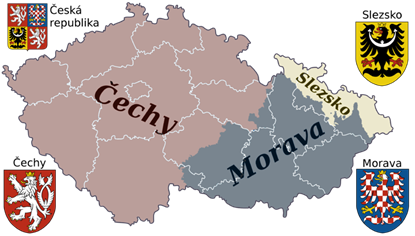 Česká
republika
Slezsko
Čechy
Slezsko
Morava
Čechy
Morava